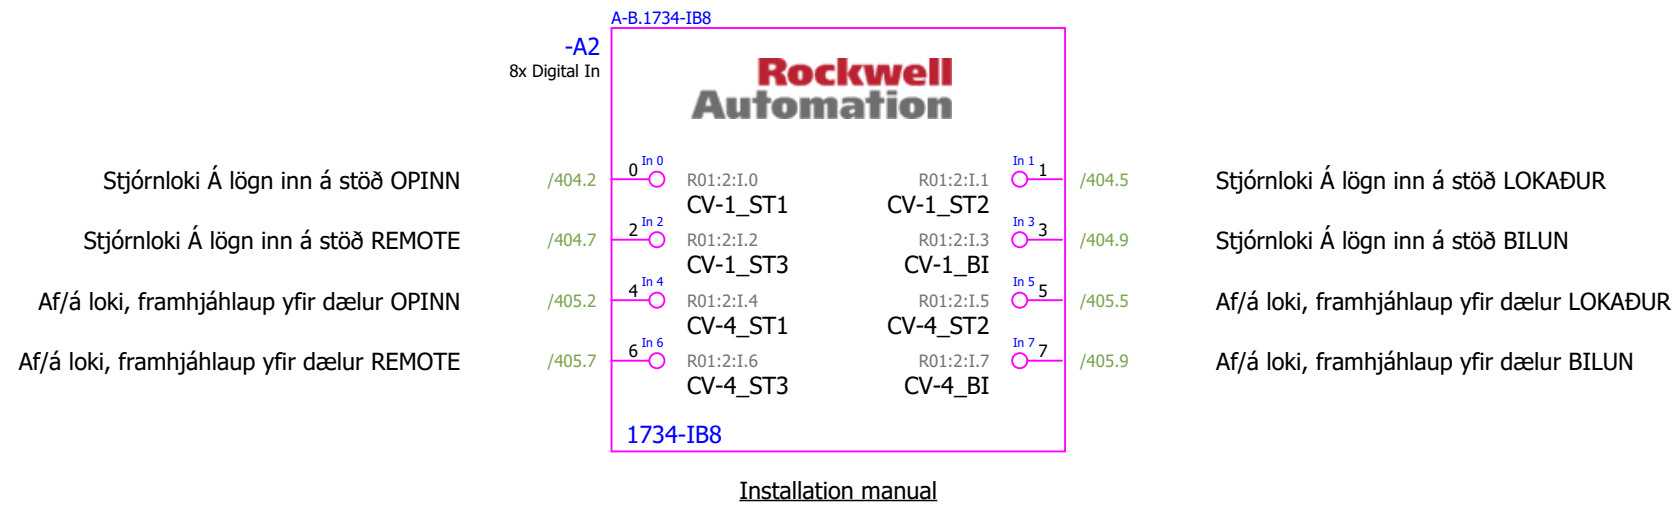 A-B.1734-IB8
-A2
8x Digital In
Rockwell
Automation
Stjórnloki Á lögn inn á stöð OPINN /404.2 0 In 0 R01:2:I.0 R01:2:I.1 In 1 1 /404.5 Stjórnloki Á lögn inn á stöð LOKAÐUR
CV-1_ST1 CV-1_ST2
Stjórnloki Á lögn inn á stöð REMOTE /404.7 2 In 2 R01:2:I.2 R01:2:I.3 In 3 3 /404.9 Stjórnloki Á lögn inn á stöð BILUN
CV-1_ST3 CV-1_BI
Af/á loki, framhjáhlaup yfir dælur OPINN /405.2 4 In 4 R01:2:I.4 R01:2:I.5 In 5 5 /405.5 Af/á loki, framhjáhlaup yfir dælur LOKAÐUR
CV-4_ST1 CV-4_ST2
Af/á loki, framhjáhlaup yfir dælur REMOTE /405.7 6 In 6 R01:2:I.6 R01:2:I.7 In 7 7 /405.9 Af/á loki, framhjáhlaup yfir dælur BILUN
CV-4_ST3 CV-4_BI
1734-IB8
Installation manual